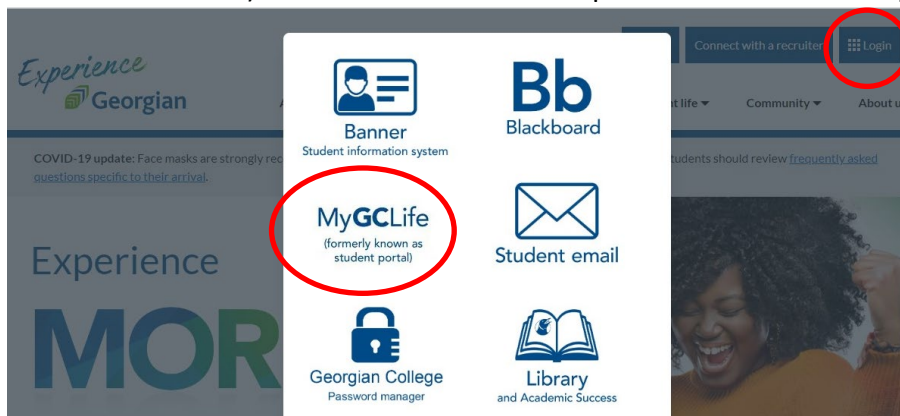 Connect with a recruiter
Login
Experience
Georgian
nt life
Community
About u
COVID-19 update: Face masks are strongly rec
tudents should review frequently asked
questions specific to their arrival.
Banner
Student information system
Bb
Blackboard
MyGCLife
(formerly known as
student portal)
Student email
Experience
MOR
Georgian College
Password manager
Library
and Academic Success